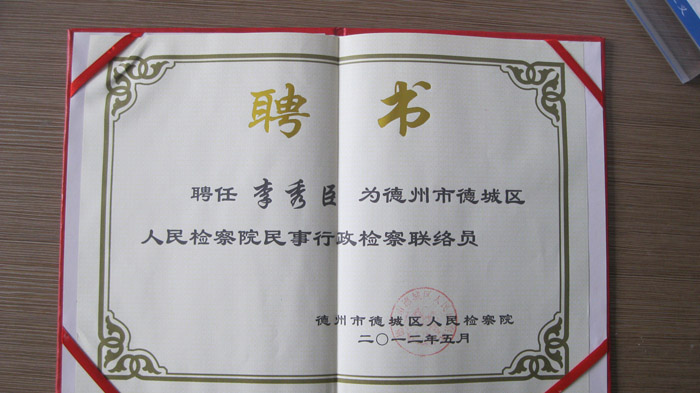 聘书
聘任 李秀臣 为德州市德城区
人民检察院民事行政检察联络员
德州市德城区人民检察院
二〇一二年五月